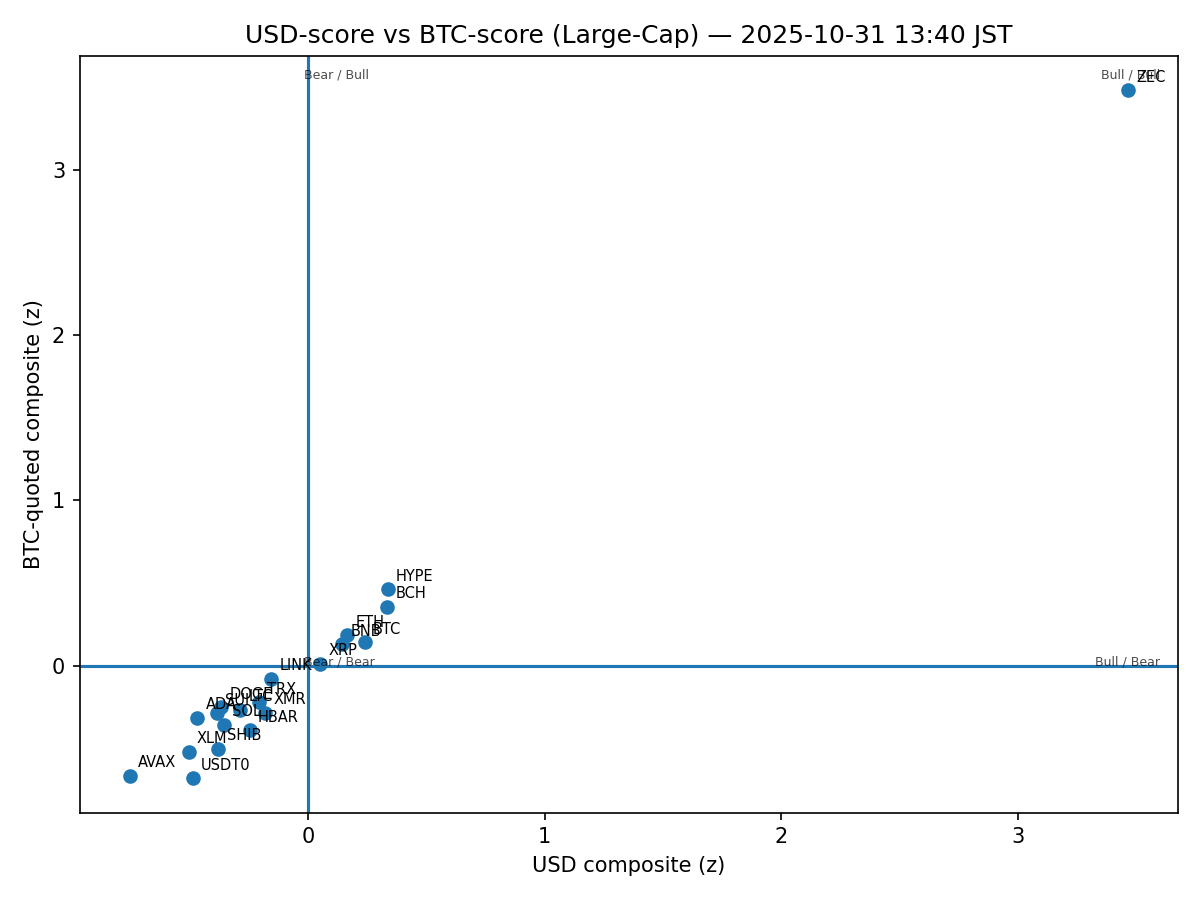 USD-score vs BTC-score (Large-Cap) — 2025-10-31 13:40 JST
Bear / Bull
Bull / Bull
ZEC
3
2
1
0
BTC-quoted composite (z)
HYPE
BCH
ETH
BNB
BTC
XRP
LINK
Bear / Bear
Bull / Bear
TRX
DOGE
LTC
SUI
XMR
ADA
SOL
HBAR
SHIB
XLM
AVAX
USDT0
0
1
2
3
USD composite (z)